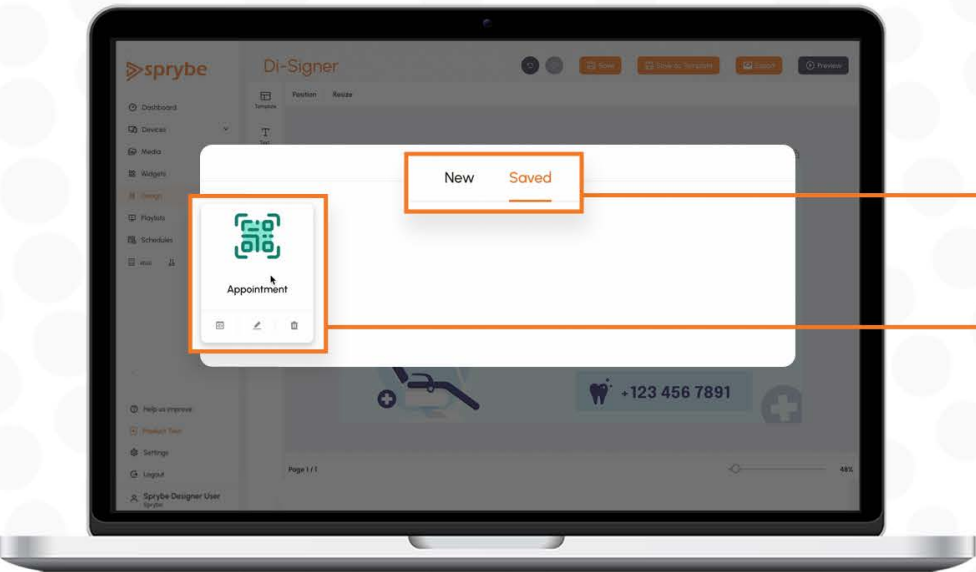 sprybe
Di-Signer
Save
Save as Template
Export
Preview
Dashboard
Devices
Media
Widgets
Design
Playlists
Schedules
Template
Position Resize
New Saved
Appointment
+123 456 7891
Help us improve
Product Tour
Settings
Logout
Sprybe Designer User
Sprybe
Page 1 / 1
48%